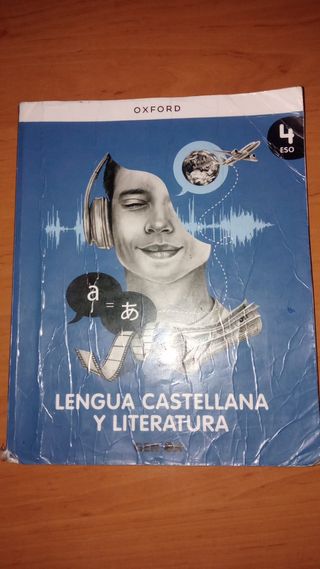 OXFORD
4
ESO
a = あ
LENGUA CASTELLANA
Y LITERATURA